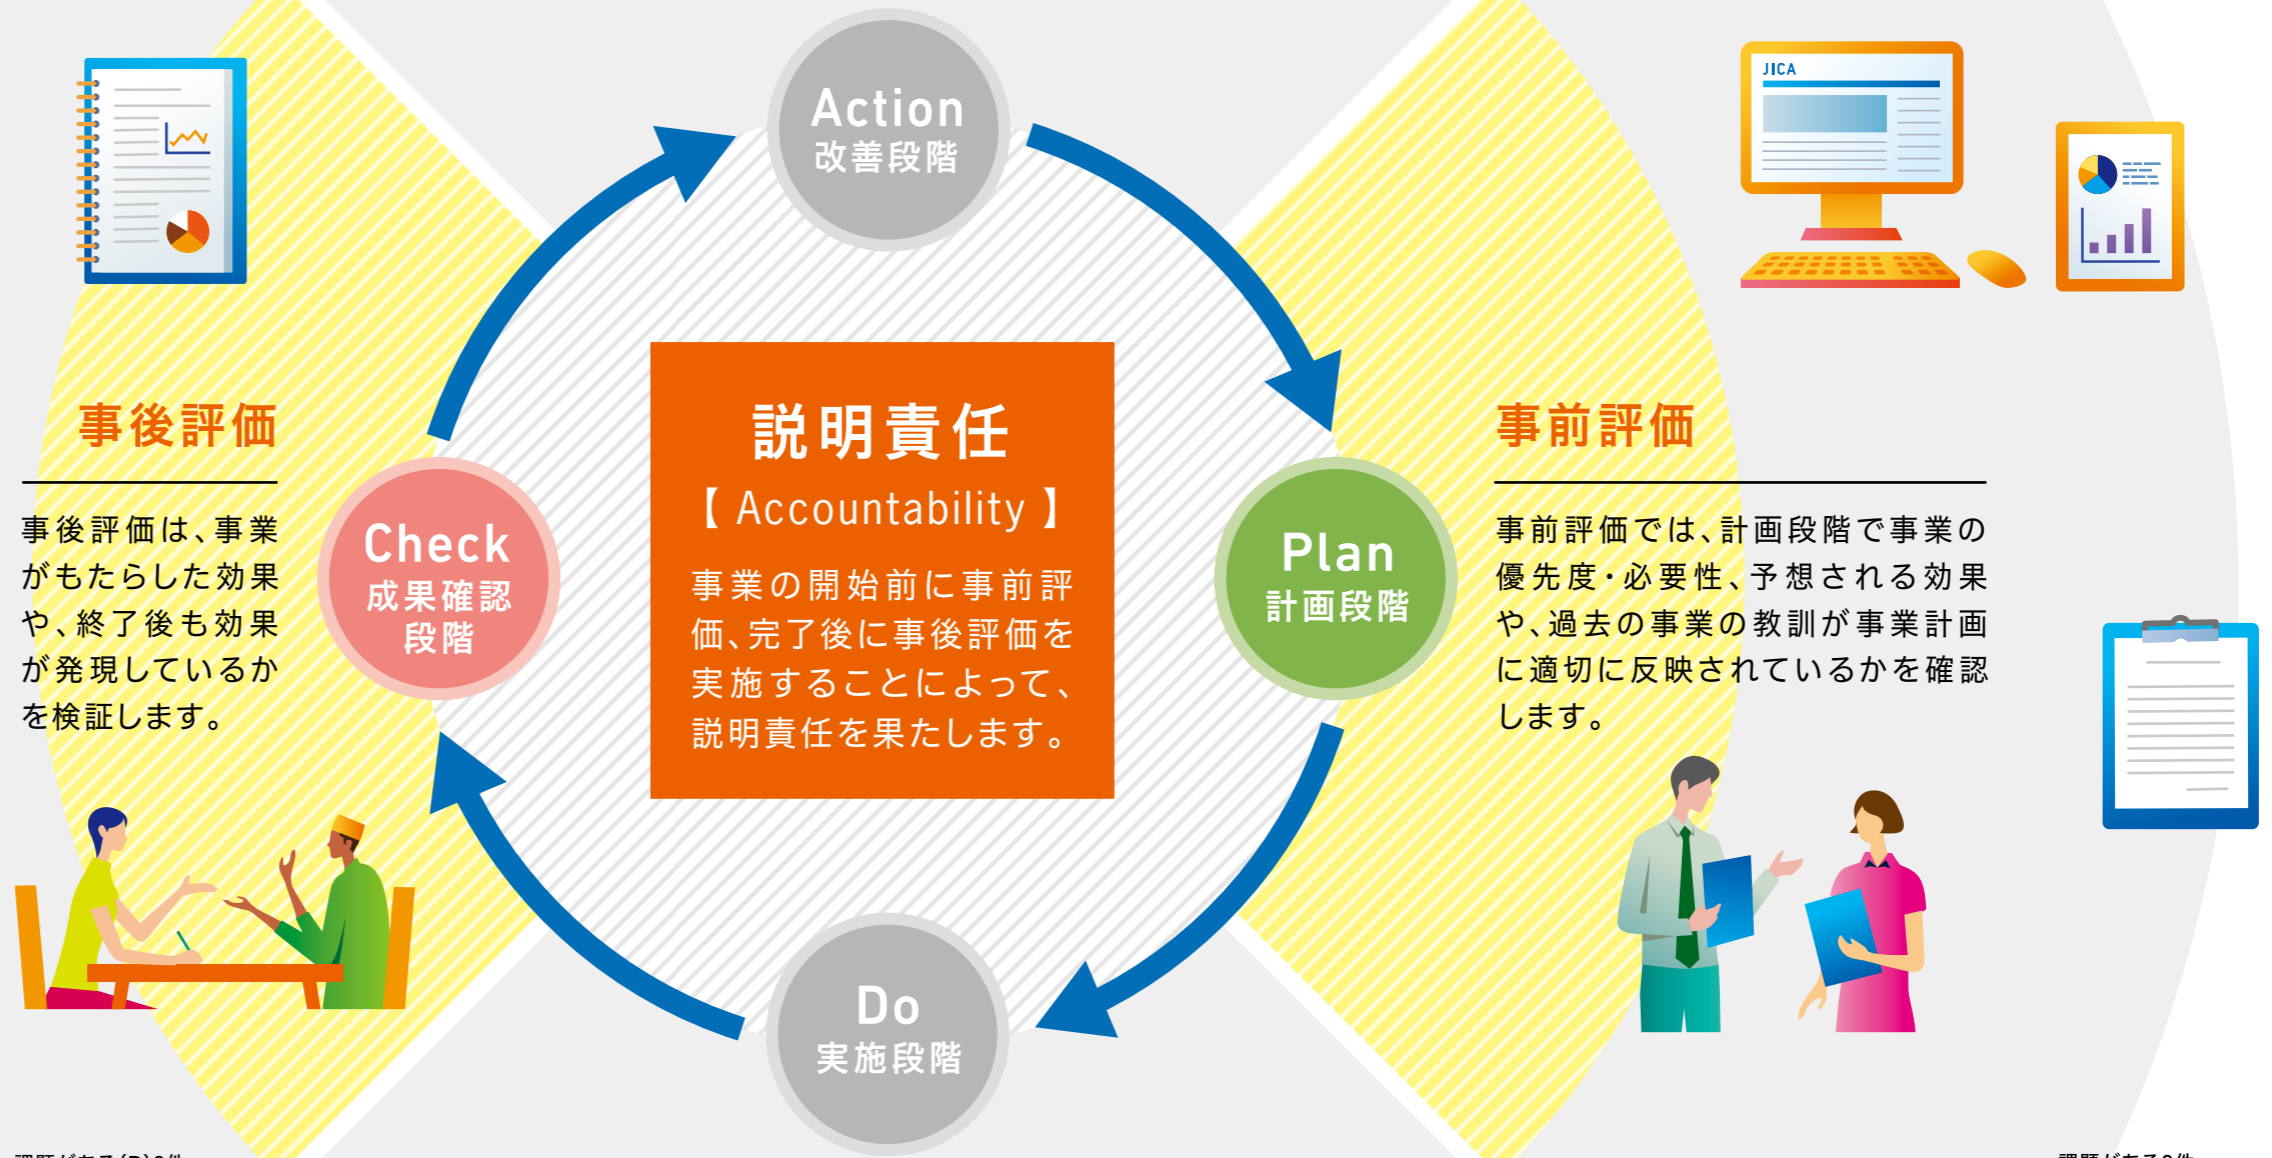 Action
改善段階
JICA
事後評価
事後評価は、事業
がもたらした効果
や、終了後も効果
が発現しているか
を検証します。
Check
成果確認
段階
説明責任
【 Accountability 】
事業の開始前に事前評
価、完了後に事後評価を
実施することによって、
説明責任を果たします。
Plan
計画段階
事前評価
事前評価では、計画段階で事業の
優先度・必要性、予想される効果
や、過去の事業の教訓が事業計画
に適切に反映されているかを確認
します。
Do
実施段階